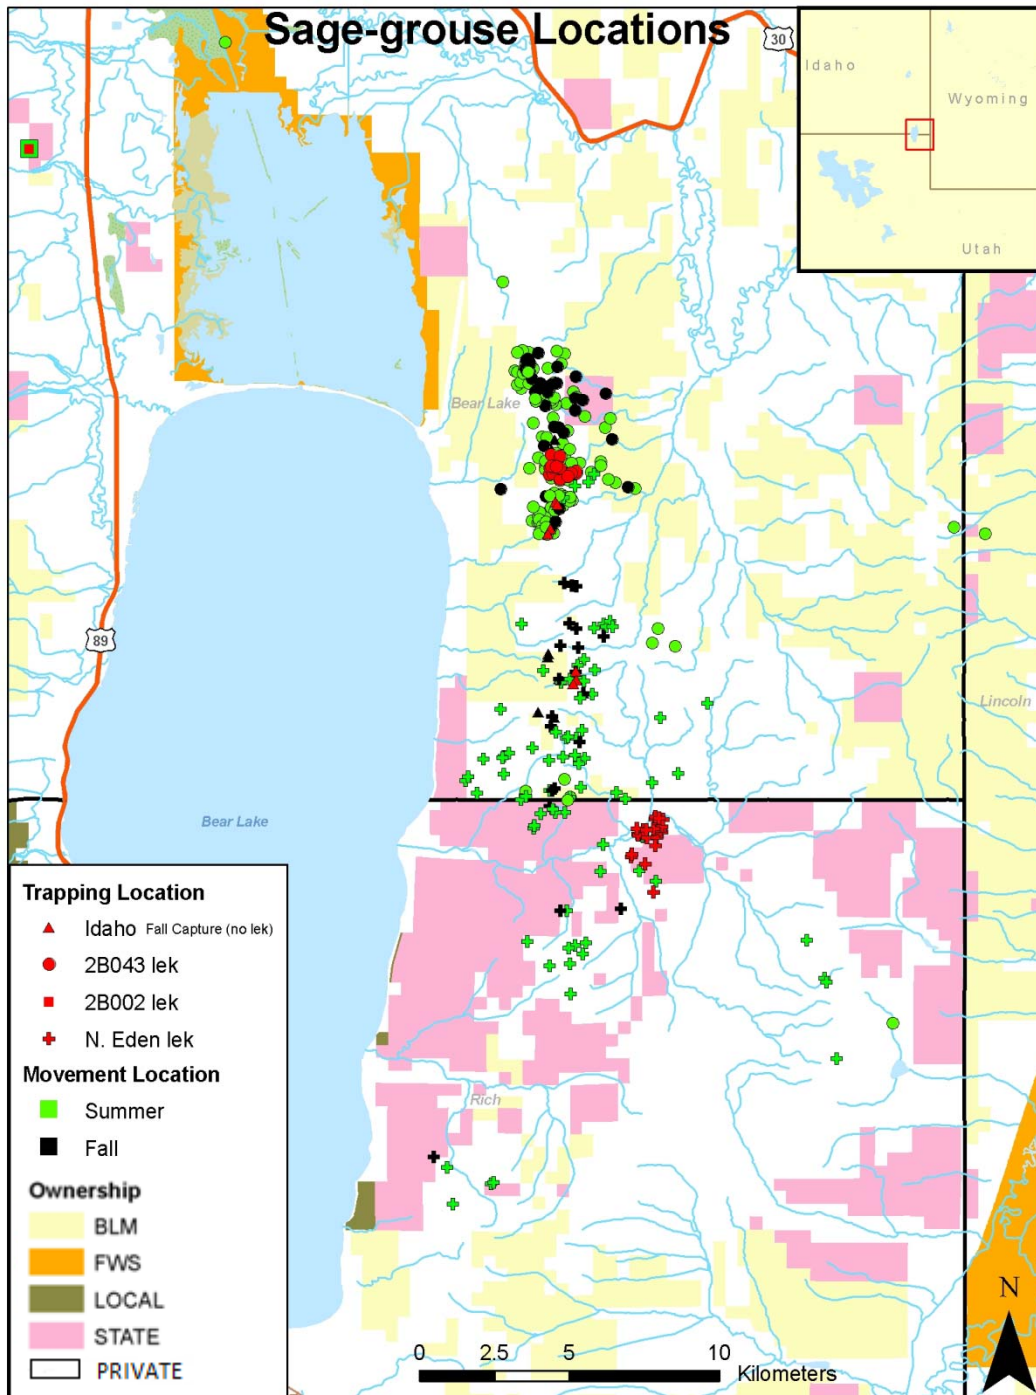 Sage-grouse Locations
30
Idaho
Wyoming
Utah
Bear Lake
89
Lincoln
Bear Lake
Rich
Trapping Location
Idaho Fall Capture (no lek)
2B043 lek
2B002 lek
N. Eden lek
Movement Location
Summer
Fall
Ownership
BLM
FWS
LOCAL
STATE
PRIVATE
N
0 2.5 5 10
Kilometers